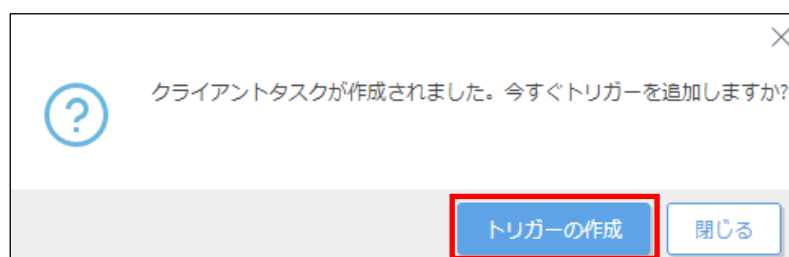 クライアントタスクが作成されました。今すぐトリガーを追加しますか?
トリガーの作成
閉じる